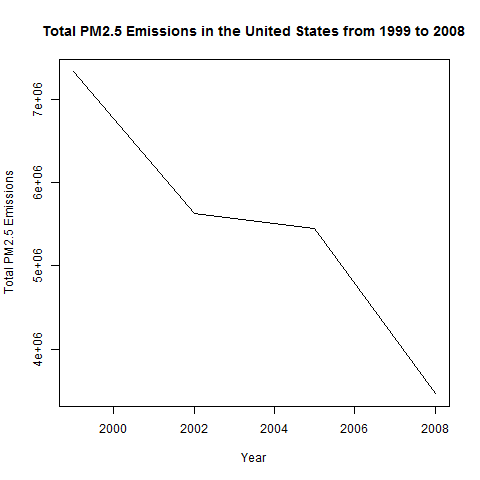 Total PM2.5 Emissions in the United States from 1999 to 2008
Total PM2.5 Emissions
7e+06
6e+06
5e+06
4e+06
2000 2002 2004 2006 2008
Year